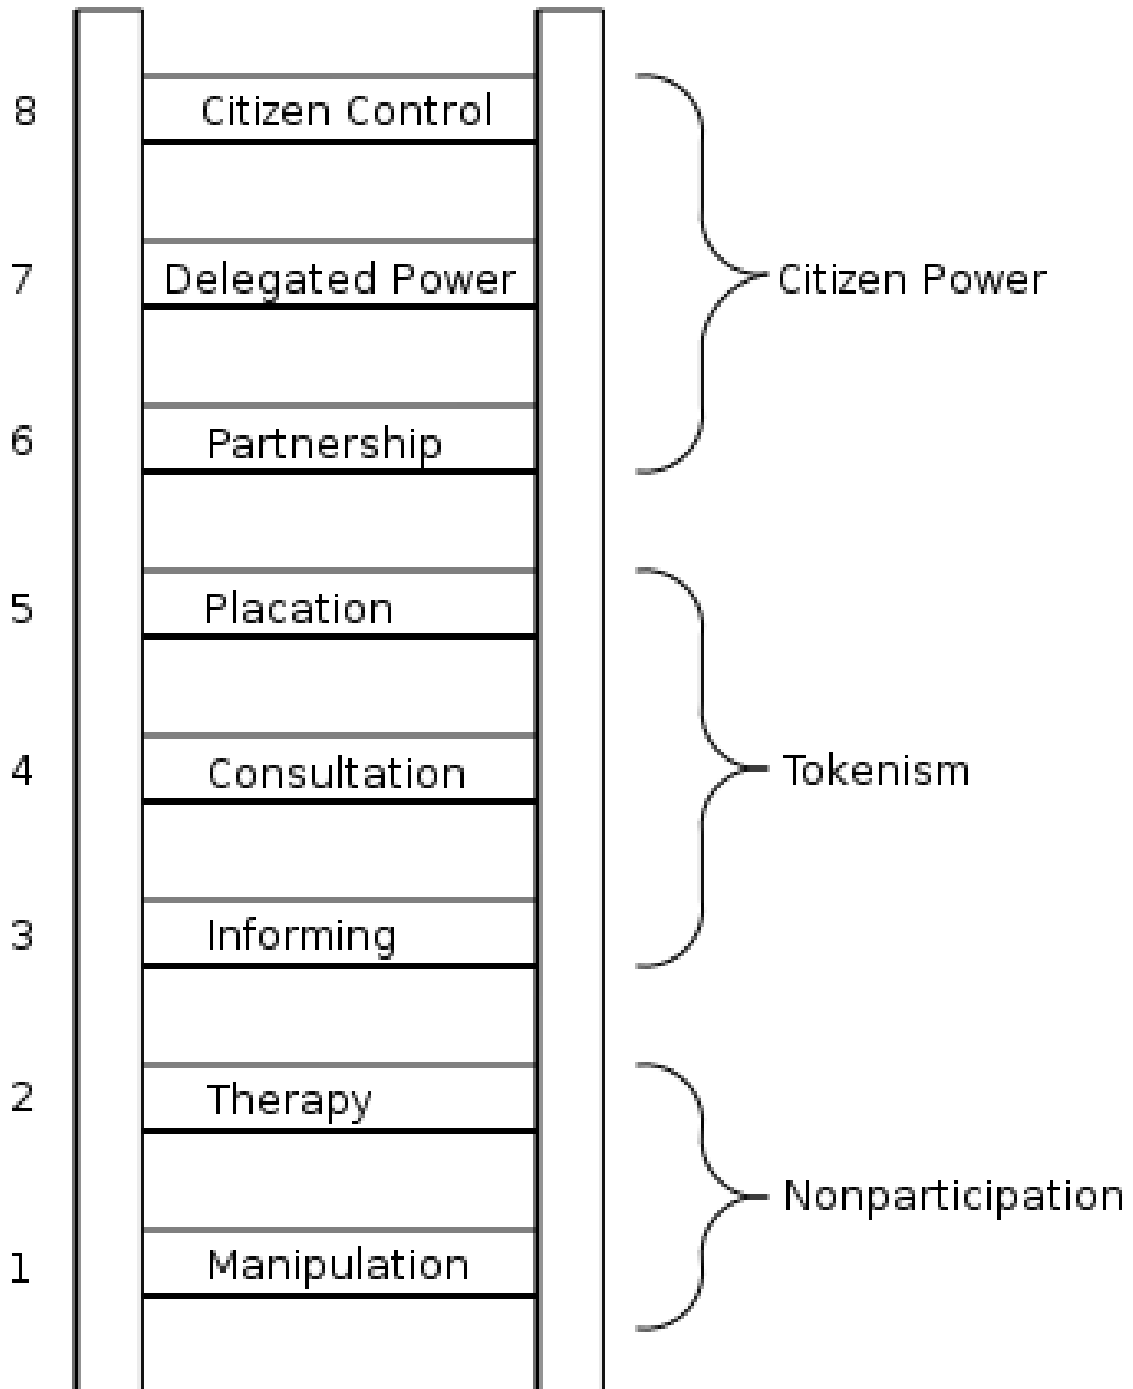 8 Citizen Control
7 Delegated Power Citizen Power
6 Partnership
5 Placation
4 Consultation Tokenism
3 Informing
2 Therapy
Nonparticipation
1 Manipulation